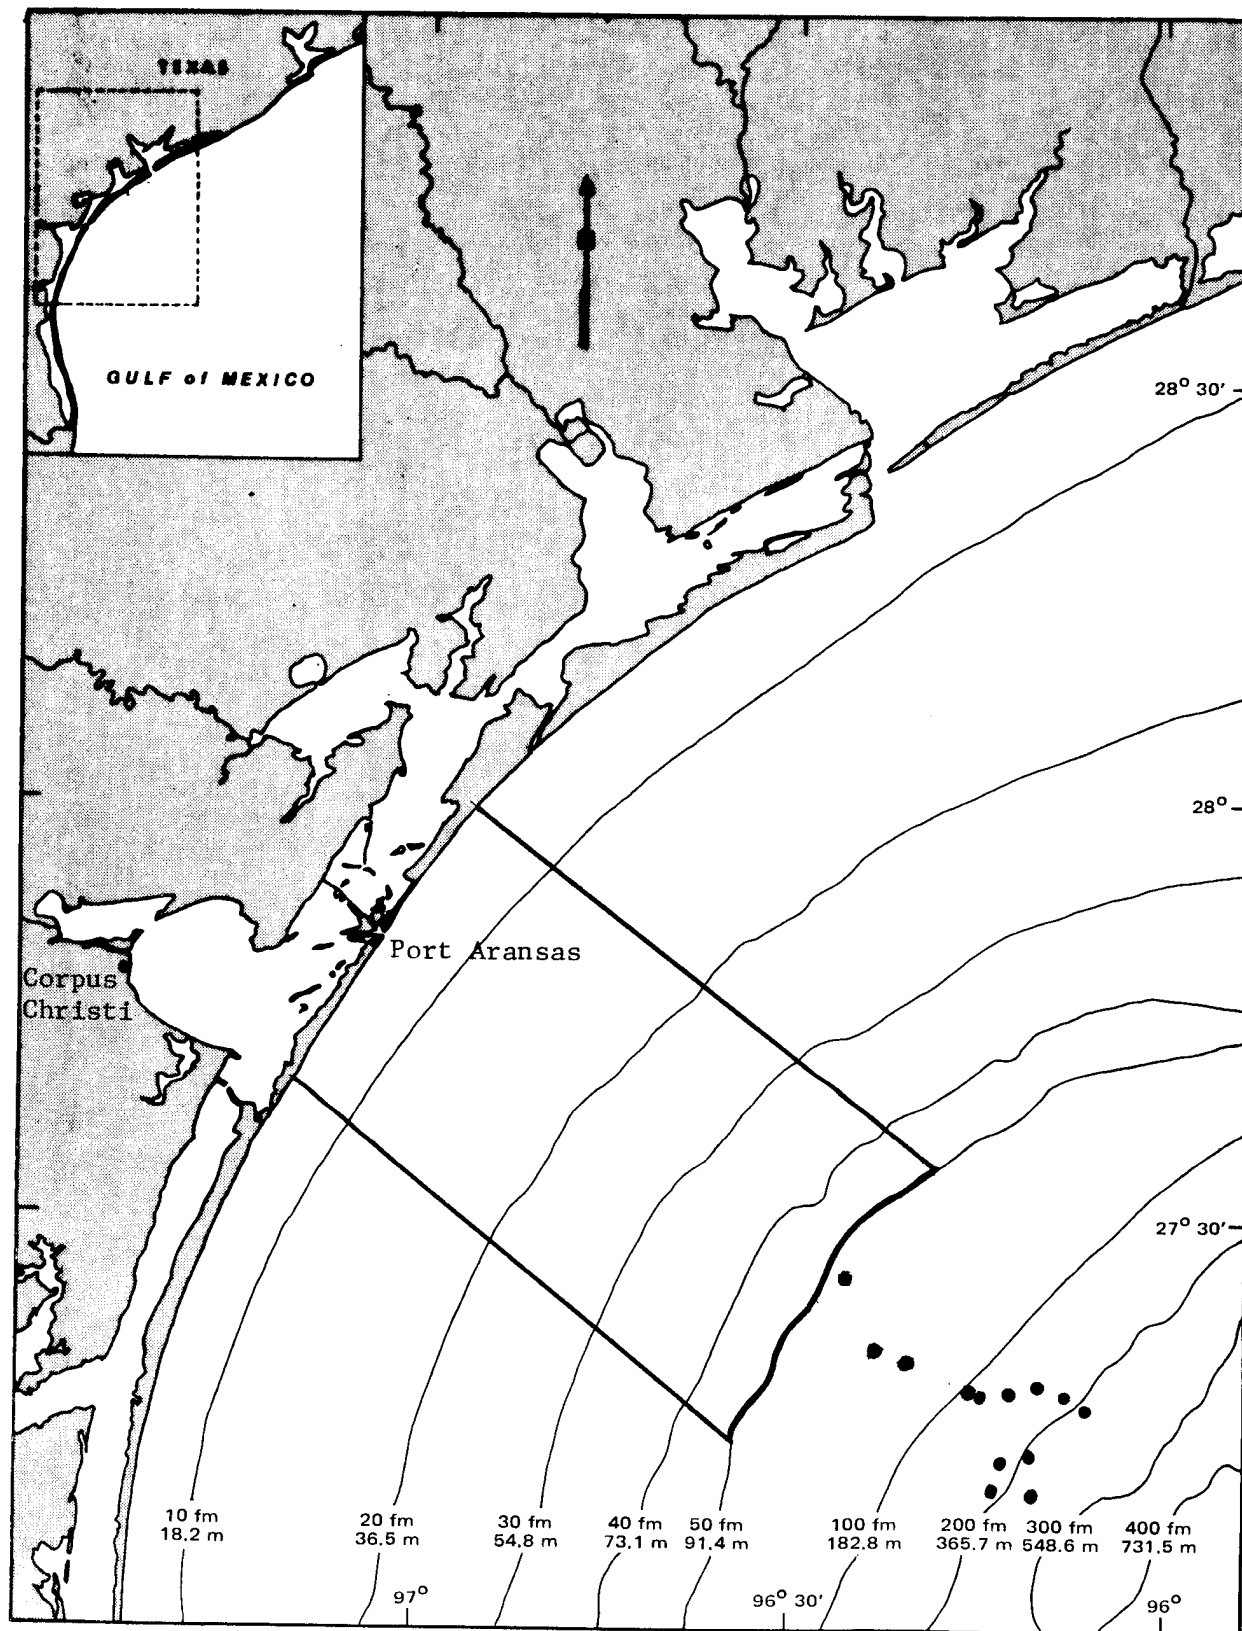 TEXAS
GULF of MEXICO
28° 30'
28°
Port Aransas
Corpus
Christi
27° 30'
10 fm
18.2 m
20 fm
36.5 m
30 fm
54.8 m
40 fm
73.1 m
50 fm
91.4 m
100 fm
182.8 m
200 fm
365.7 m
300 fm
548.6 m
400 fm
731.5 m
97°
96° 30'
96°